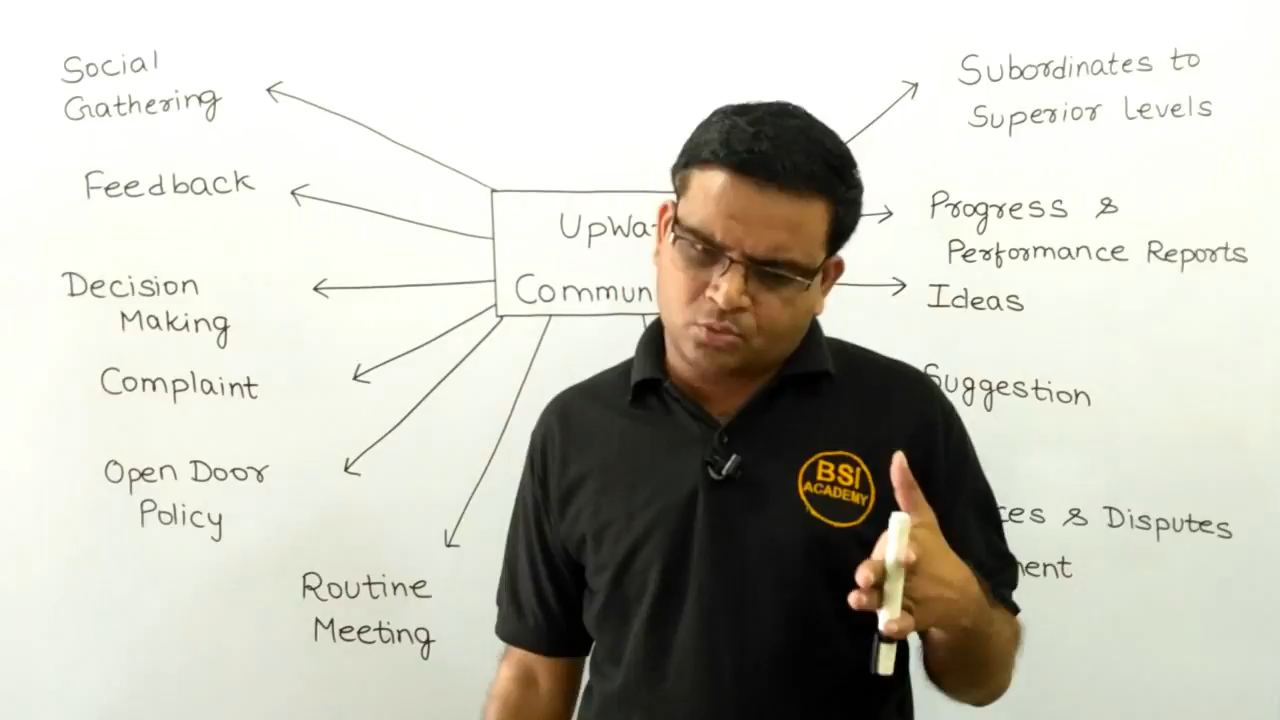 Social
Gathering
Feedback
Decision
Making
Complaint
Open Door
Policy
Routine
Meeting
Subordinates to
Superior levels
Progress &
Performance Reports
Ideas
Suggestion
& Disputes
BSI
ACADEMY